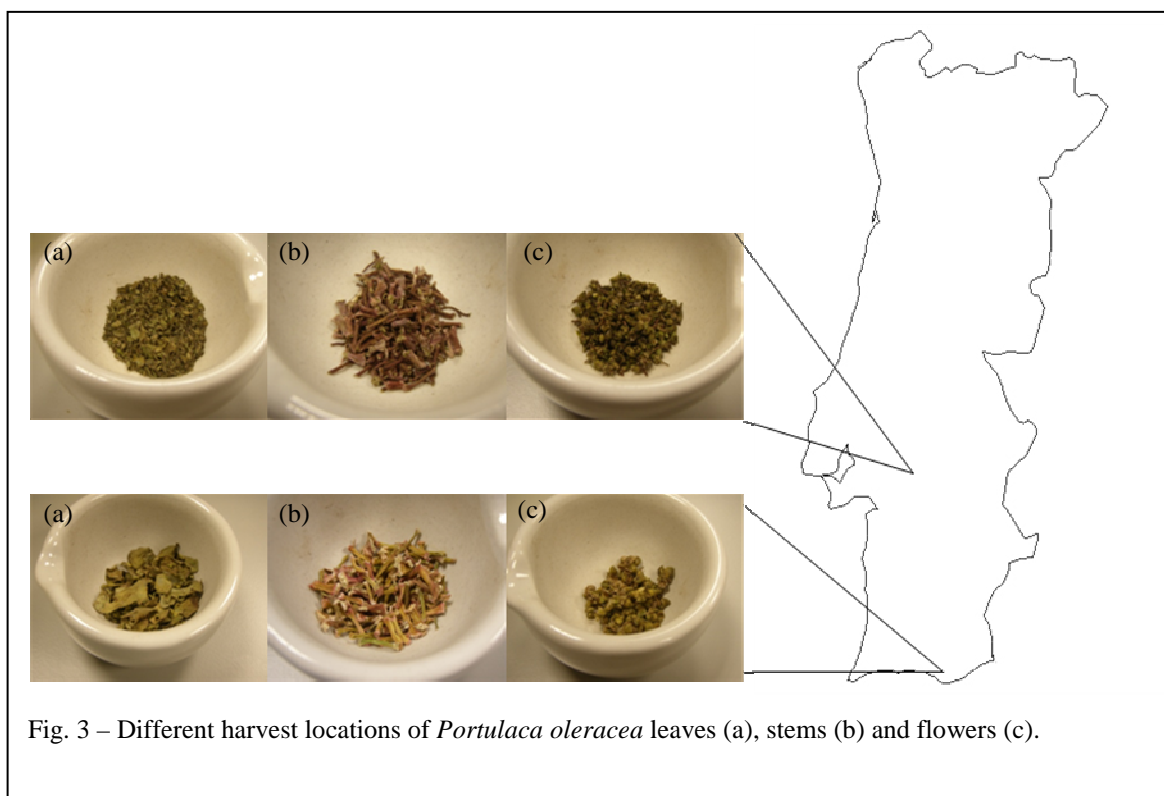 (a) (b) (c)
(a) (b) (c)
Fig. 3 – Different harvest locations of Portulaca oleracea leaves (a), stems (b) and flowers (c).